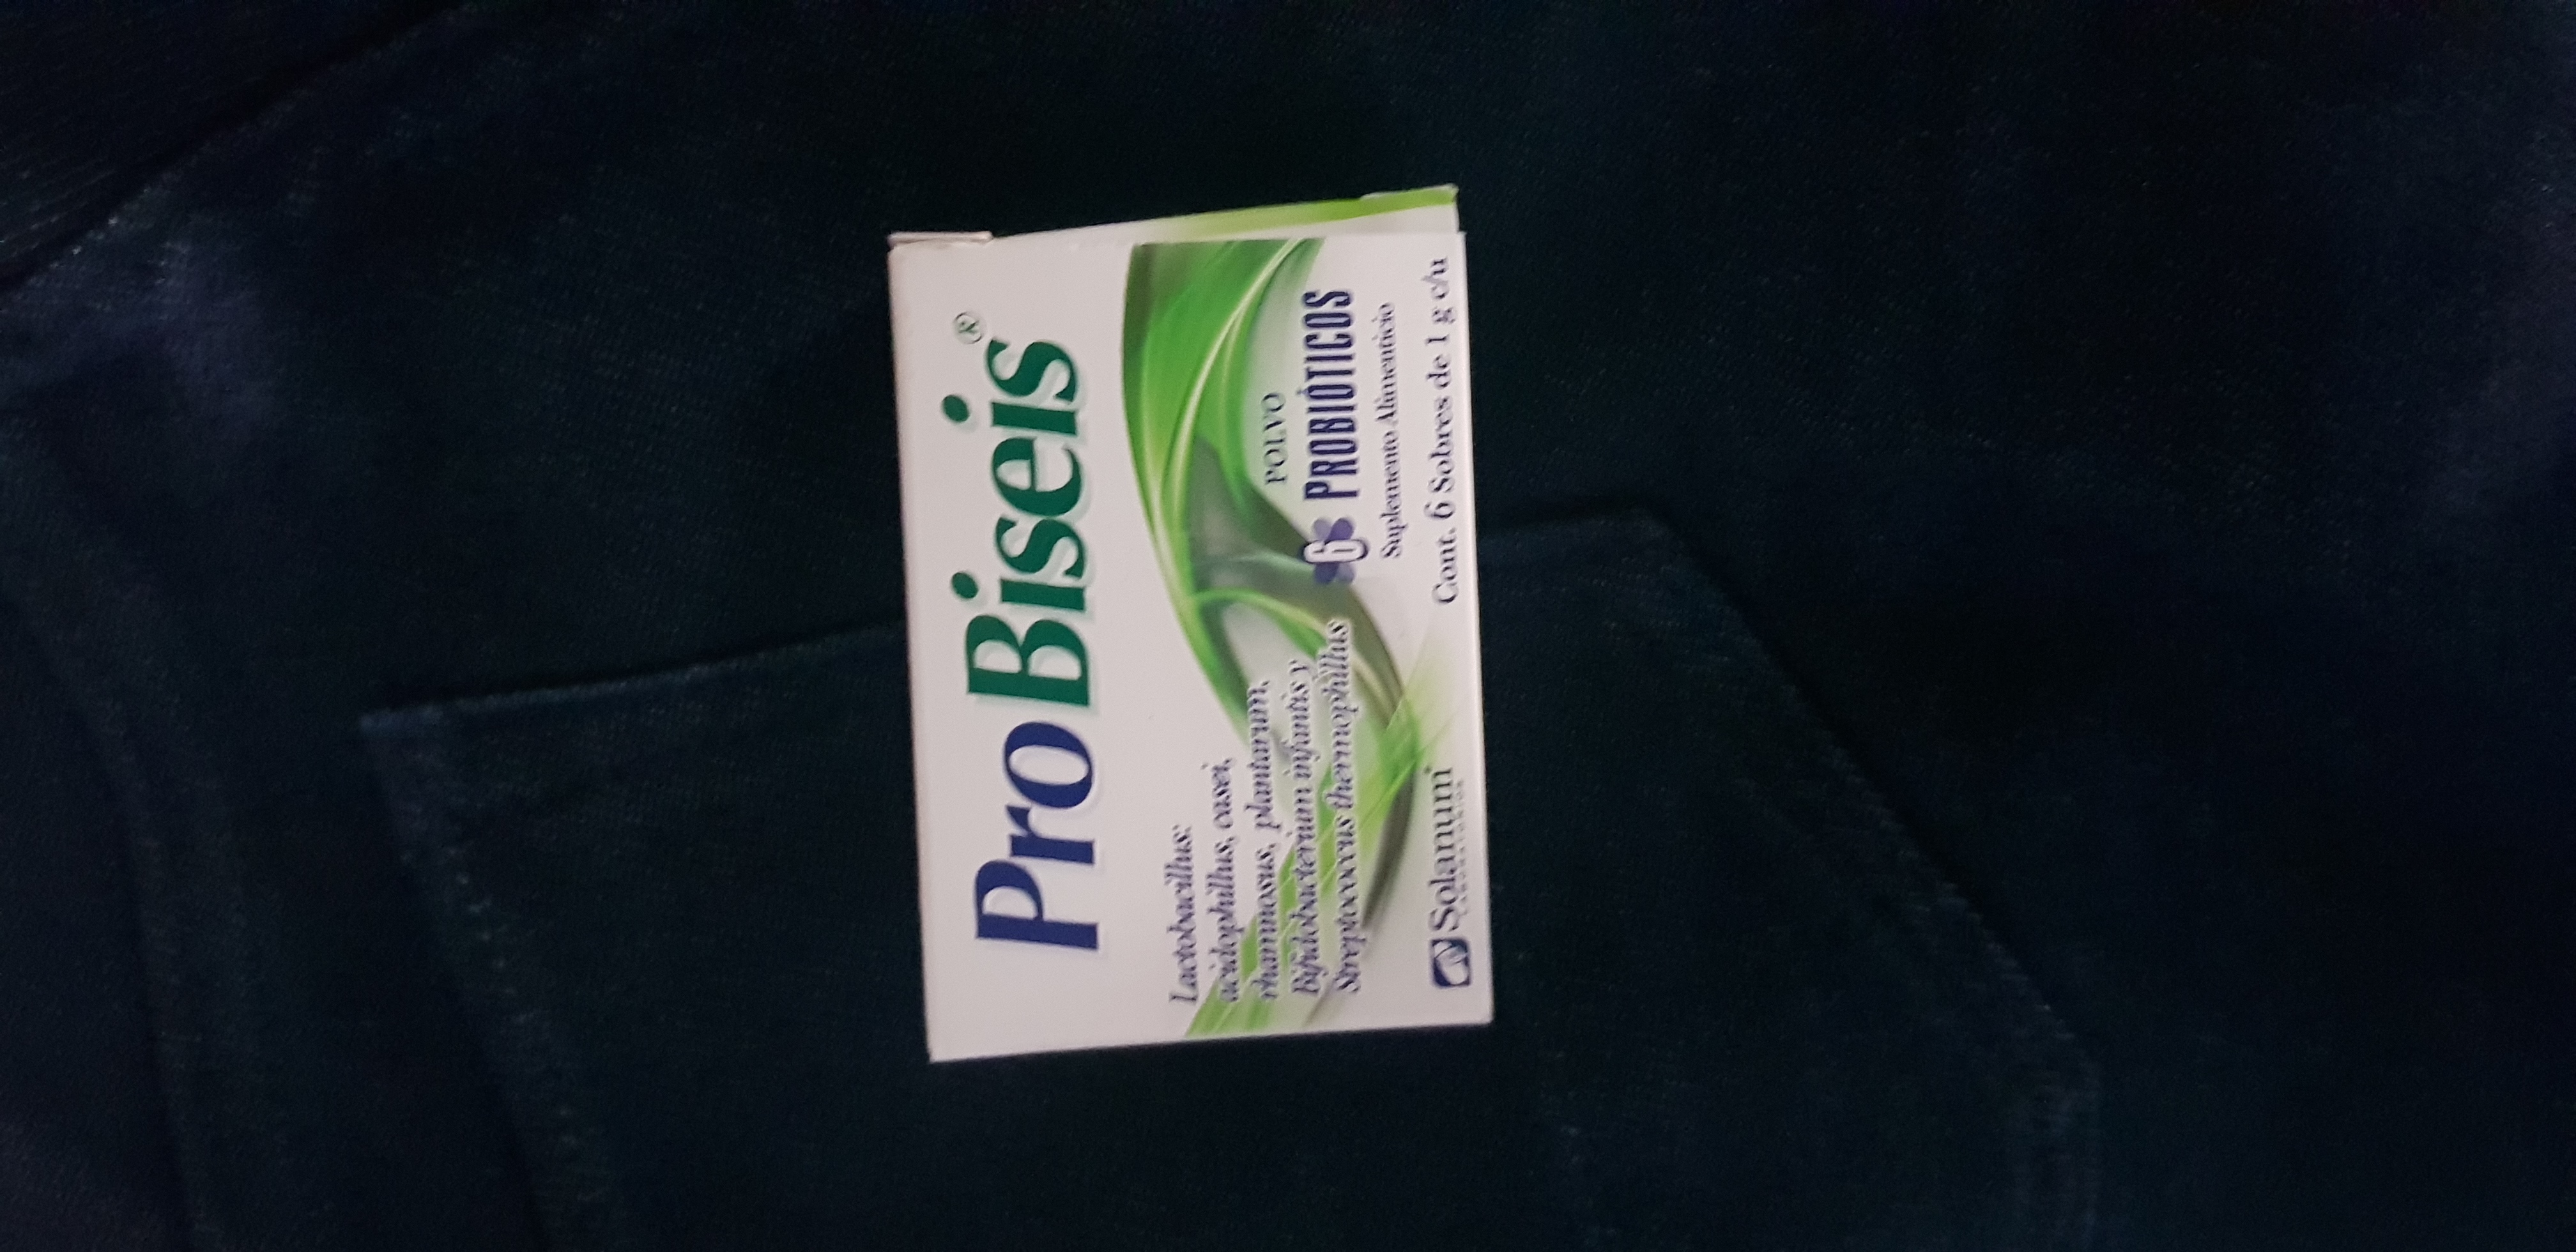 ProBiseis®
Lactobacillus:
acidophillus, casei,
rhamnosus, plantarum,
Bifidobacterium infantis y
Streptococcus thermophillus
POLVO
6 PROBIÓTICOS
Suplemento Alimenticio
Solanum
LABORATORIOS
Cont. 6 Sobres de 1 g c/u